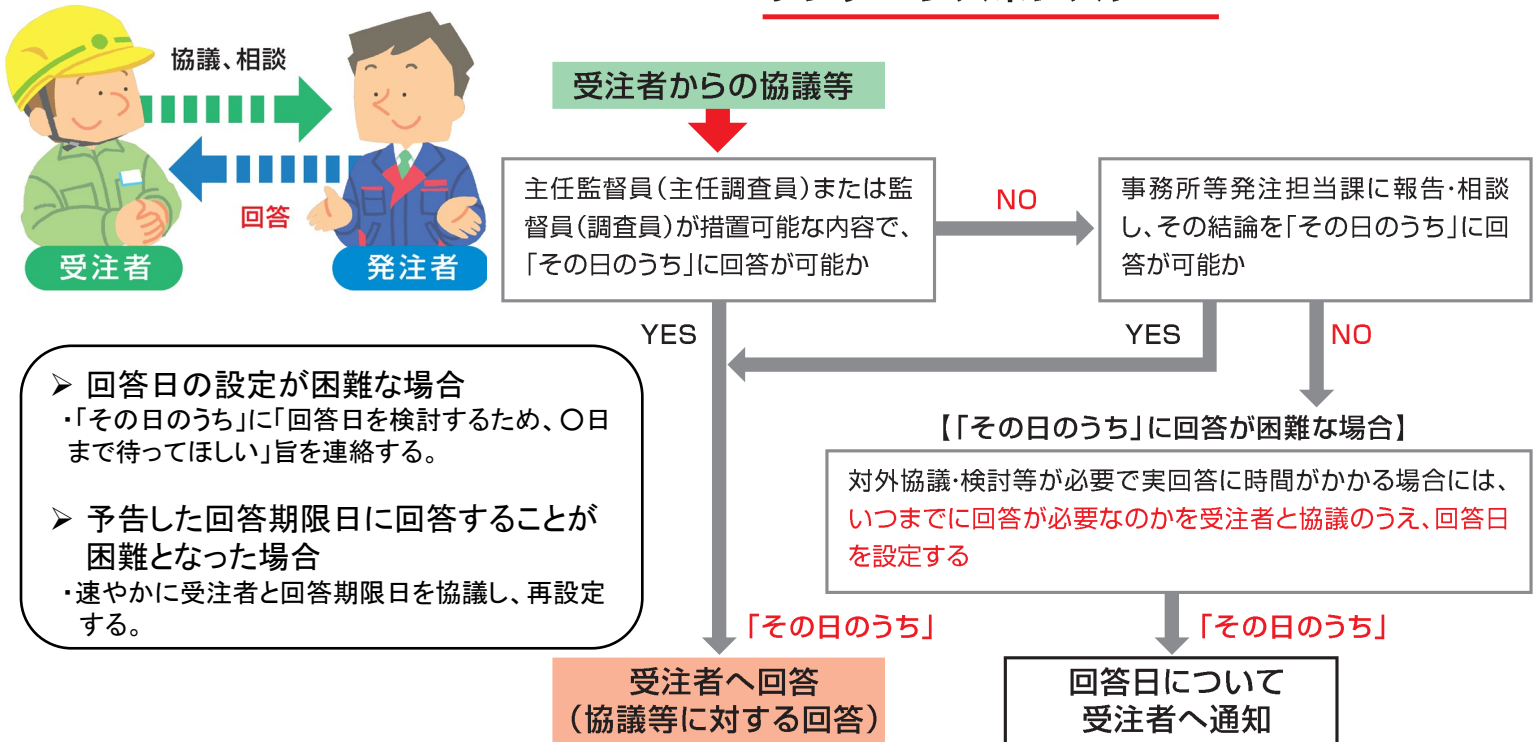 協議、相談
回答
受注者
発注者
受注者からの協議等
主任監督員(主任調査員)または監
督員(調査員)が措置可能な内容で、
「その日のうち」に回答が可能か
NO
事務所等発注担当課に報告・相談
し、その結論を「その日のうち」に回
答が可能か
YES
YES
NO
➢ 回答日の設定が困難な場合
・「その日のうち」に「回答日を検討するため、〇日
まで待ってほしい」旨を連絡する。
➢ 予告した回答期限日に回答することが
困難となった場合
・速やかに受注者と回答期限日を協議し、再設定
する。
【「その日のうち」に回答が困難な場合】
対外協議・検討等が必要で実回答に時間がかかる場合には、
いつまでに回答が必要なのかを受注者と協議のうえ、回答日
を設定する
「その日のうち」
「その日のうち」
受注者へ回答
(協議等に対する回答)
回答日について
受注者へ通知